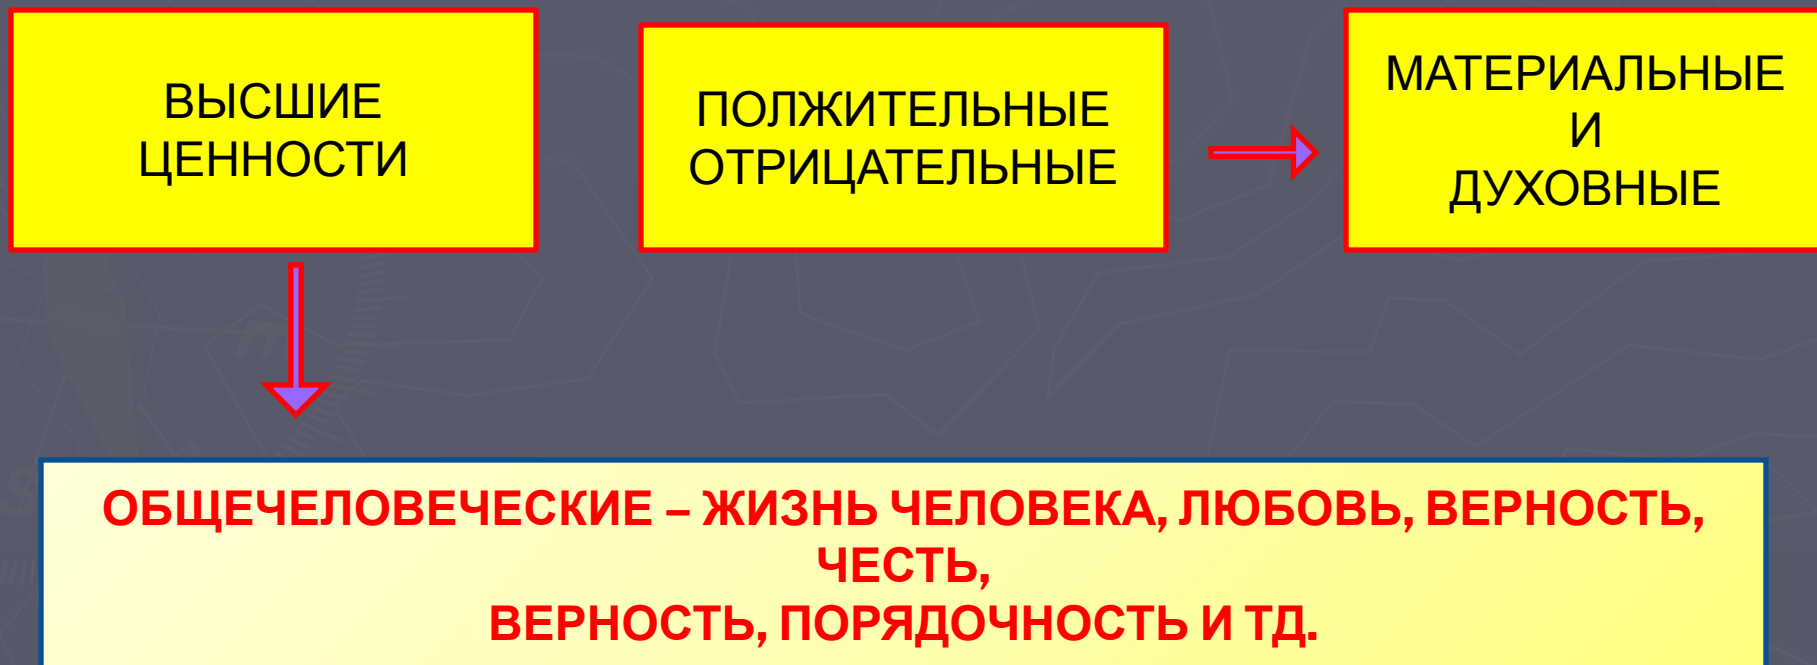 ВЫСШИЕ
ЦЕННОСТИ
ПОЛЖИТЕЛЬНЫЕ
ОТРИЦАТЕЛЬНЫЕ
МАТЕРИАЛЬНЫЕ
И
ДУХОВНЫЕ
ОБЩЕЧЕЛОВЕЧЕСКИЕ – ЖИЗНЬ ЧЕЛОВЕКА, ЛЮБОВЬ, ВЕРНОСТЬ,
ЧЕСТЬ,
ВЕРНОСТЬ, ПОРЯДОЧНОСТЬ И ТД.